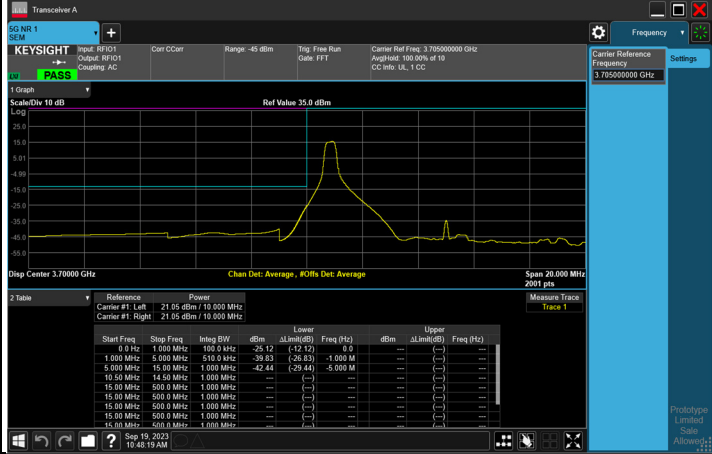 Transceiver A
5G NR 1
SEM
Frequency
KEYSIGHT
Input: RFIO1
Output: RFIO1
Coupling: AC
Corr CCorr
Range: -45 dBm
Trig: Free Run
Gate: FFT
Carrier Ref Freq: 3.705000000 GHz
Avg|Hold: 100.00% of 10
CC Info: UL, 1 CC
PASS
Carrier Reference
Frequency
3.705000000 GHz
Settings
1 Graph
Scale/Div 10 dB
Ref Value 35.0 dBm
Log
25.0
15.0
5.01
-4.99
-15.0
-25.0
-35.0
-45.0
-55.0
Disp Center 3.70000 GHz
Chan Det: Average , #Offs Det: Average
Span 20.000 MHz
2001 pts
2 Table
Reference Power
Carrier #1: Left 21.05 dBm / 10.000 MHz
Carrier #1: Right 21.05 dBm / 10.000 MHz
Measure Trace
Trace 1
Lower Upper
Start Freq Stop Freq Integ BW dBm ΔLimit(dB) Freq (Hz) dBm ΔLimit(dB) Freq (Hz)
0.0 Hz 1.000 MHz 100.0 kHz -25.12 (-12.12) 0.0 --- (---) ---
1.000 MHz 5.000 MHz 510.0 kHz -39.83 (-26.83) -1.000 M --- (---) ---
5.000 MHz 15.00 MHz 1.000 MHz -42.44 (-29.44) -5.000 M --- (---) ---
10.50 MHz 14.50 MHz 1.000 MHz --- (---) --- --- (---) ---
15.00 MHz 500.0 MHz 1.000 MHz --- (---) --- --- (---) ---
15.00 MHz 500.0 MHz 1.000 MHz --- (---) --- --- (---) ---
15.00 MHz 500.0 MHz 1.000 MHz --- (---) --- --- (---) ---
15.00 MHz 500.0 MHz 1.000 MHz --- (---) --- --- (---) ---
15.00 MHz 500.0 MHz 1.000 MHz --- (---) --- --- (---) ---
Sep 19, 2023
10:48:19 AM
Prototype
Limited
Sale
Allowed